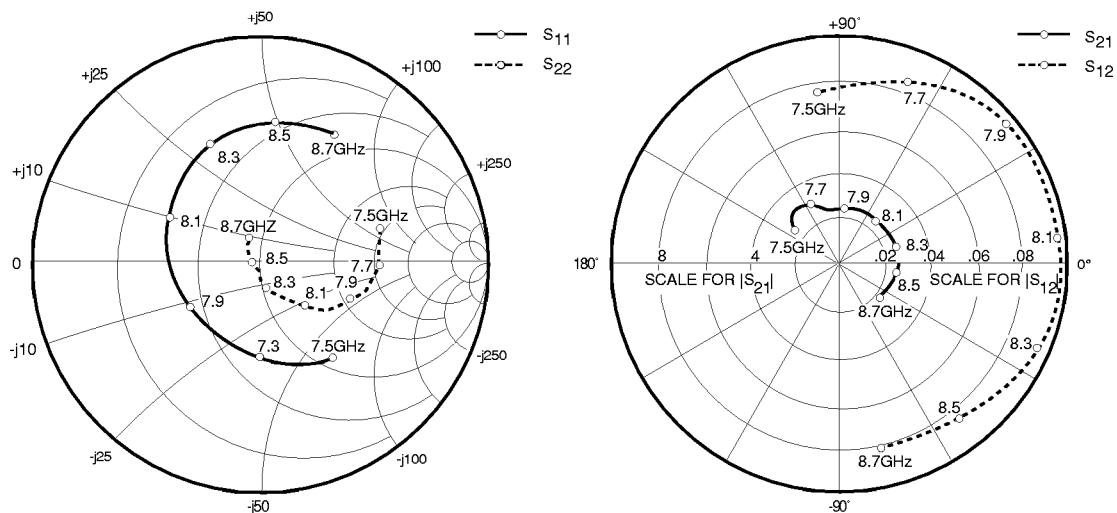 +j50
S11
S22
+j25
+j100
8.5
8.3
8.7GHz
+j10
+j250
8.1
8.7GHZ
7.5GHz
0
8.5
7.7
8.3
7.9
8.1
7.9
-j10
7.3
7.5GHz
-j250
-j25
-j100
-j50
+90°
S21
S12
7.5GHz
7.7
7.9
7.7
7.9
8.1
7.5GHz
8.3
8.1
180°
8
4
.02
.04
.06
.08
0°
SCALE FOR |S21|
SCALE FOR |S12
8.5
8.7GHz
8.3
8.5
8.7GHz
-90°